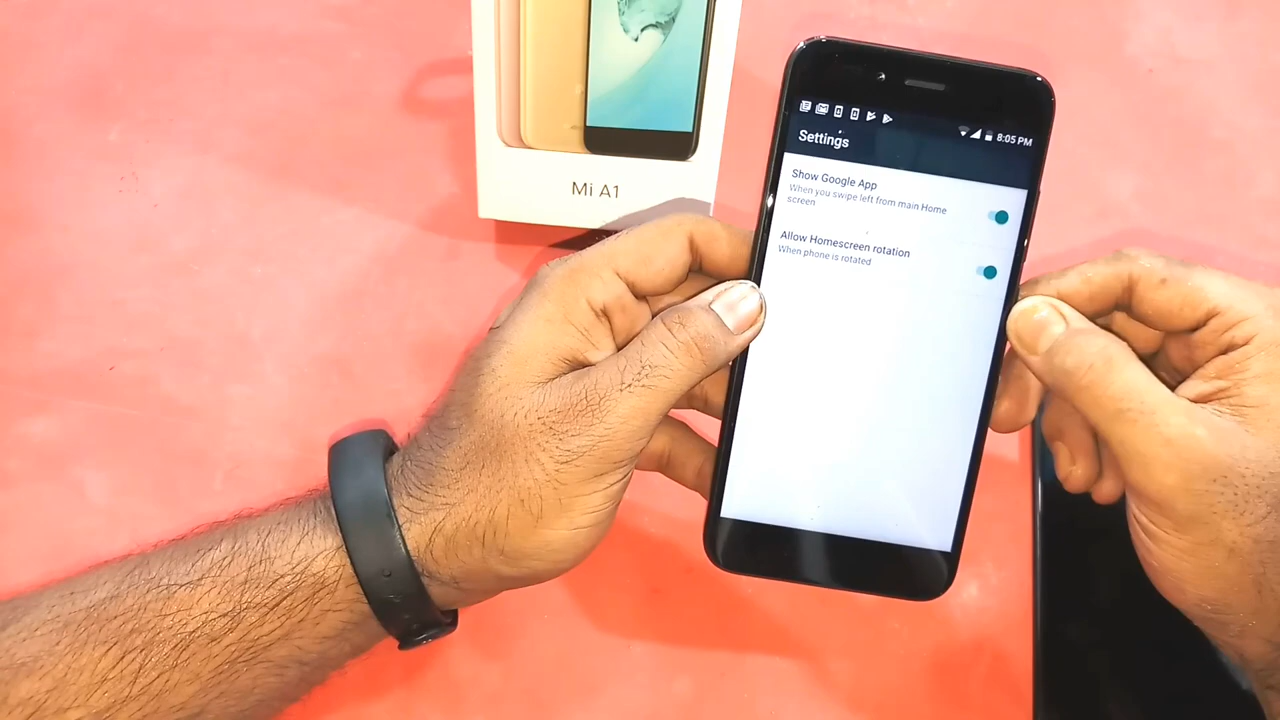 Mi A1
8:05 PM
Settings
Show Google App
When you swipe left from main Home
screen
Allow Homescreen rotation
When phone is rotated